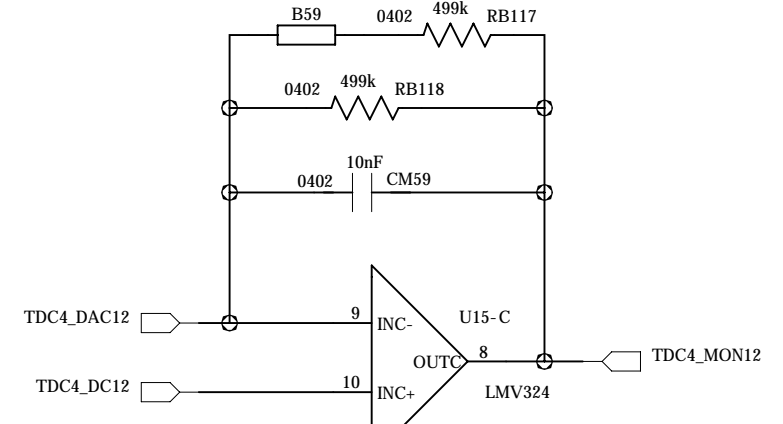 B59 0402 499k RB117
0402 499k RB118
10nF
0402 CM59
TDC4_DAC12 9 INC- U15-C
OUTC 8 TDC4_MON12
TDC4_DC12 10 INC+ LMV324